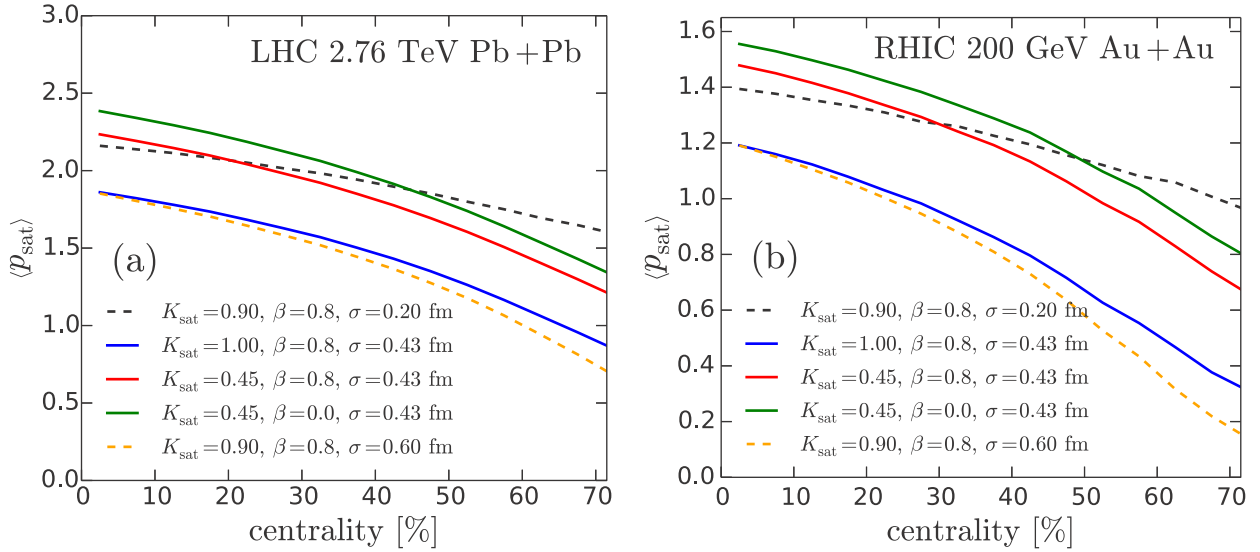 LHC 2.76 TeV Pb+Pb
3.0
2.5
2.0
1.5
1.0
0.5
0.0
⟨p_sat⟩
(a)
K_sat=0.90, β=0.8, σ=0.20 fm
K_sat=1.00, β=0.8, σ=0.43 fm
K_sat=0.45, β=0.8, σ=0.43 fm
K_sat=0.45, β=0.0, σ=0.43 fm
K_sat=0.90, β=0.8, σ=0.60 fm
0 10 20 30 40 50 60 70
centrality [%]
RHIC 200 GeV Au+Au
1.6
1.4
1.2
1.0
0.8
0.6
0.4
0.2
0.0
⟨p_sat⟩
(b)
K_sat=0.90, β=0.8, σ=0.20 fm
K_sat=1.00, β=0.8, σ=0.43 fm
K_sat=0.45, β=0.8, σ=0.43 fm
K_sat=0.45, β=0.0, σ=0.43 fm
K_sat=0.90, β=0.8, σ=0.60 fm
0 10 20 30 40 50 60 70
centrality [%]